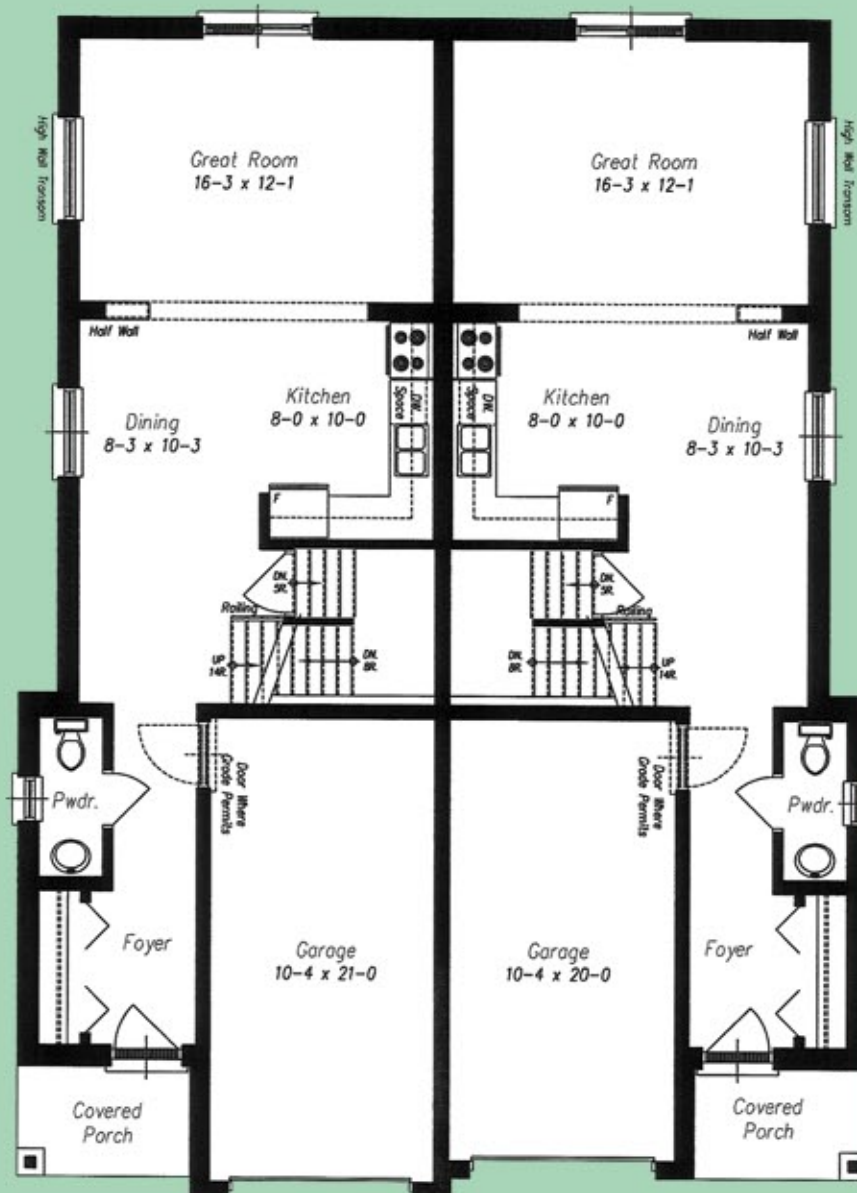 High Wall Transom
Great Room
16-3 x 12-1
Great Room
16-3 x 12-1
High Wall Transom
Half Wall
Half Wall
Kitchen
8-0 x 10-0
DW.
Space
DW.
Space
Kitchen
8-0 x 10-0
Dining
8-3 x 10-3
Dining
8-3 x 10-3
F
F
DN.
5R.
DN.
5R.
Railing
Railing
UP
14R.
DN.
8R.
DN.
8R.
UP
14R.
Door Where
Grade Permits
Door Where
Grade Permits
Pwdr.
Pwdr.
Foyer
Garage
10-4 x 21-0
Garage
10-4 x 20-0
Foyer
Covered
Porch
Covered
Porch